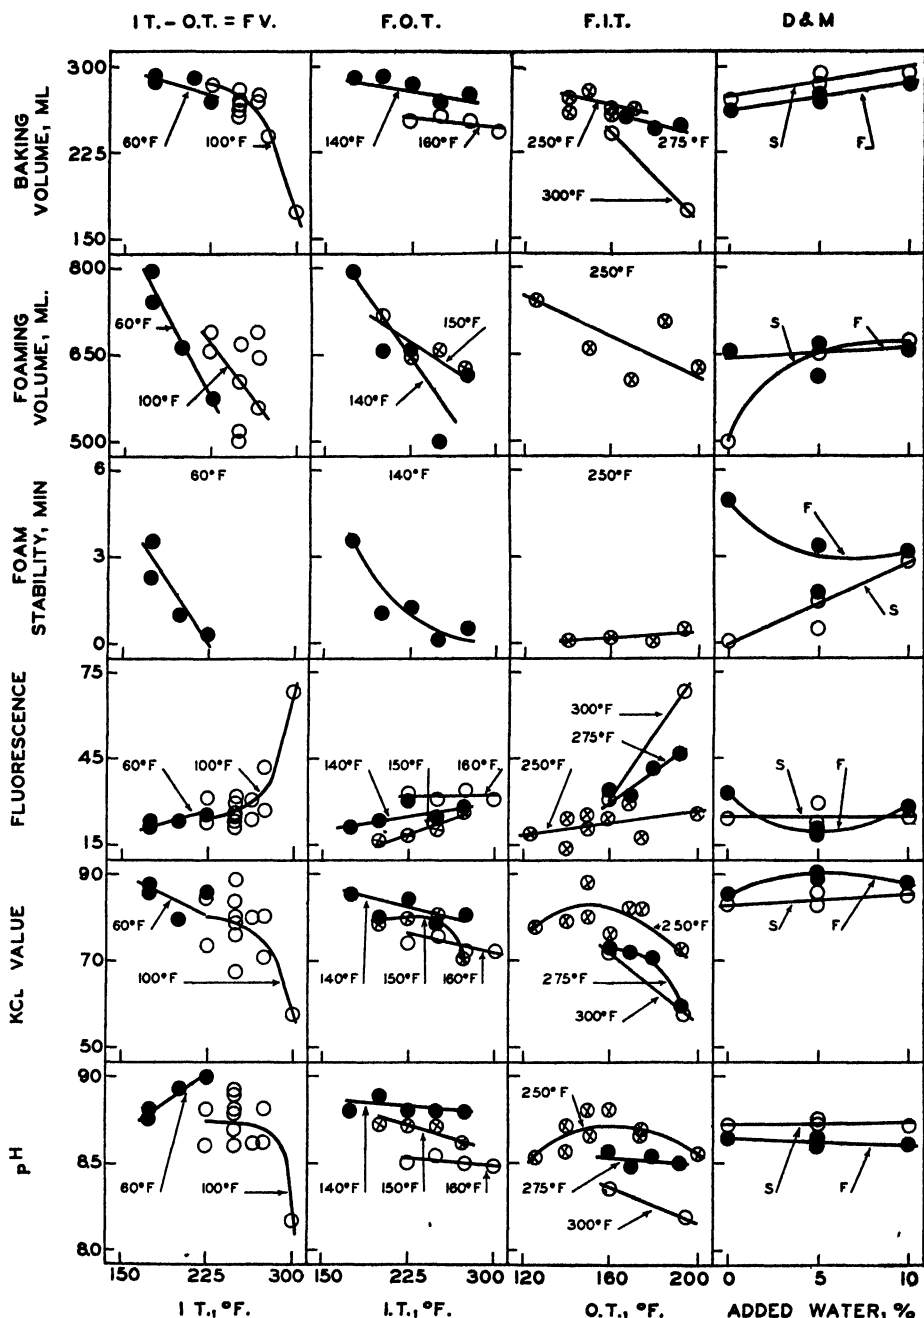 I T. - O.T. = F V. F.O.T. F.I.T. D & M
BAKING
VOLUME, ML
300
225
150
60°F 100°F
140°F 160°F
250°F 275°F
300°F
S F
FOAMING
VOLUME, ML.
800
650
500
60°F
100°F
150°F
140°F
250°F
S F
FOAM
STABILITY, MIN
6
3
0
60°F
140°F
250°F
F
S
FLUORESCENCE
75
45
15
60°F 100°F
140°F 150°F 160°F
300°F
275°F
250°F
S F
KCL VALUE
90
70
50
60°F
100°F
140°F 150°F 160°F
250°F
275°F
300°F
S F
pH
90
8.5
8.0
60°F 100°F
140°F 150°F 160°F
250°F
275°F
300°F
S F
150 225 300 150 225 300 120 160 200 0 5 10
I T., °F. I.T., °F. O.T., °F. ADDED WATER, %